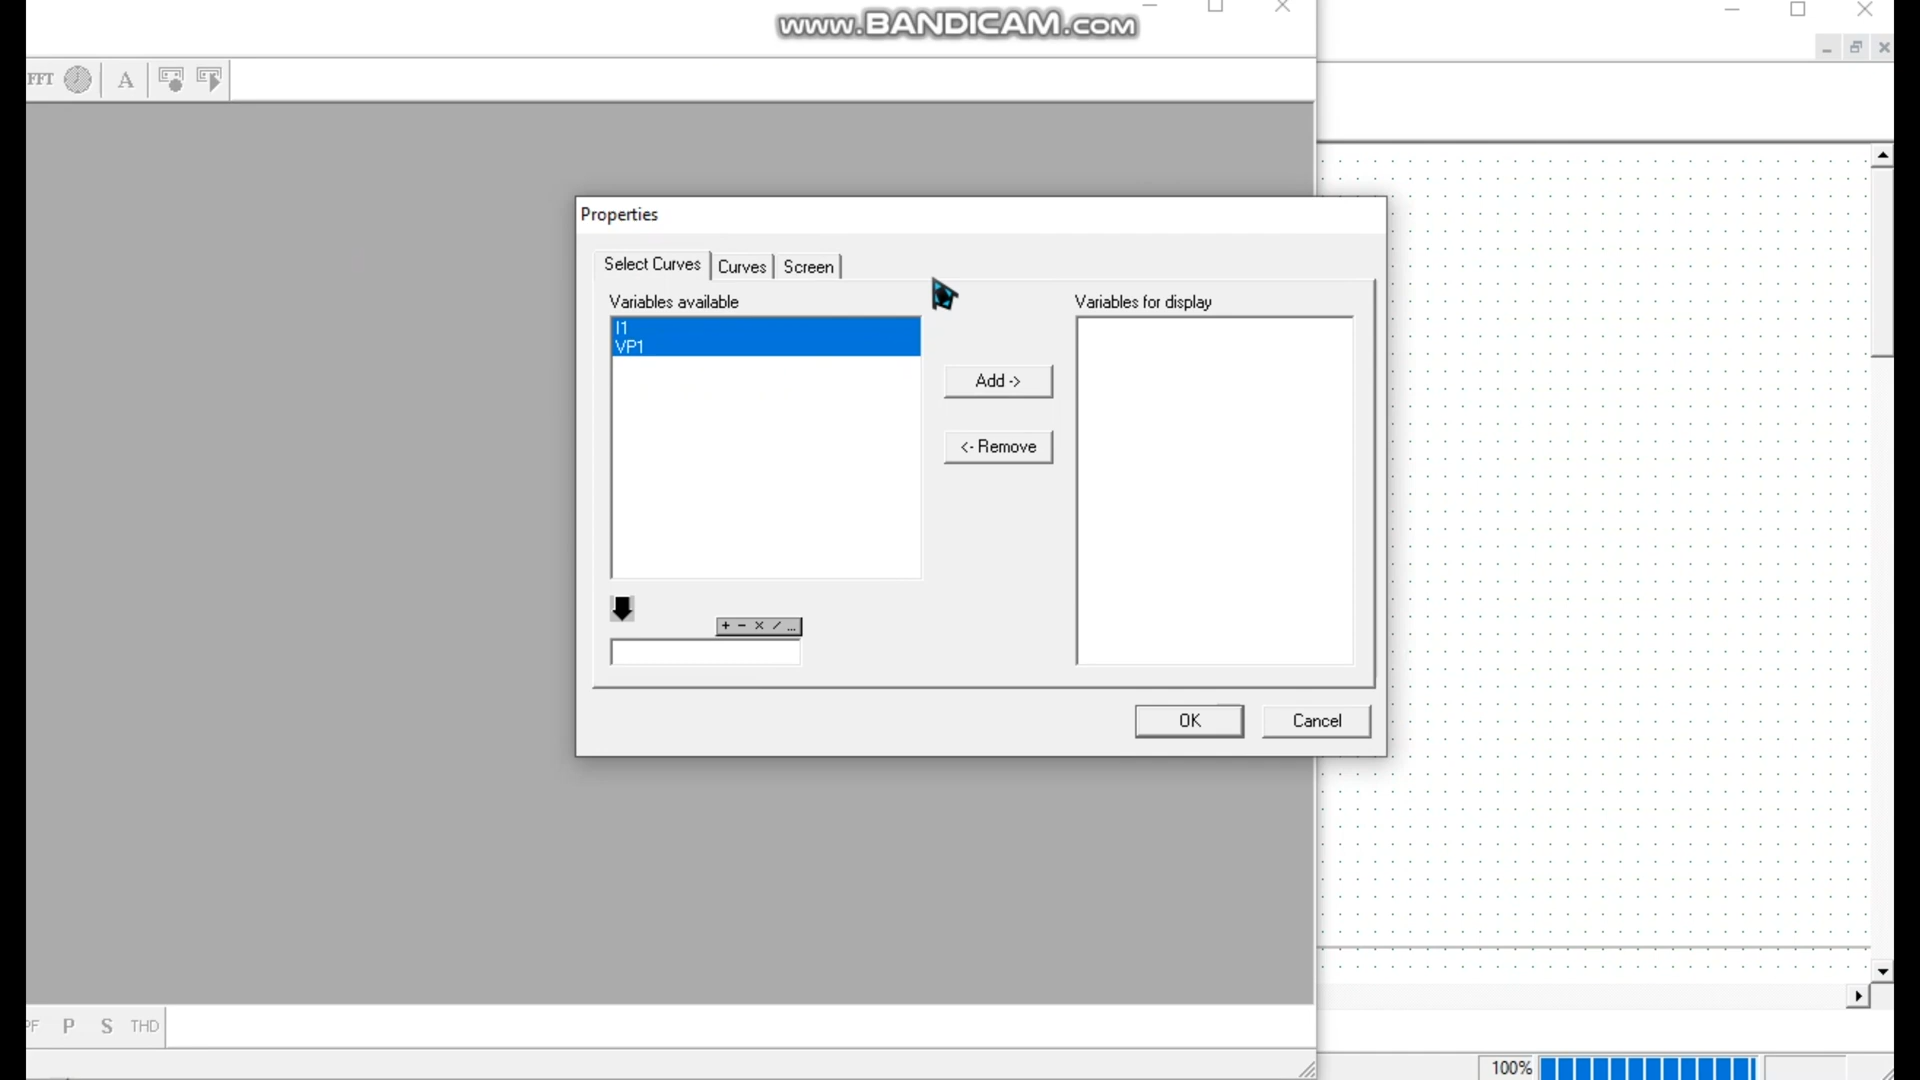 www.BANDICAM.com
FFT
A
Properties
Select Curves
Curves
Screen
Variables available
Variables for display
I1
VP1
Add ->
<- Remove
+ - × / ...
OK
Cancel
PF
P
S
THD
100%